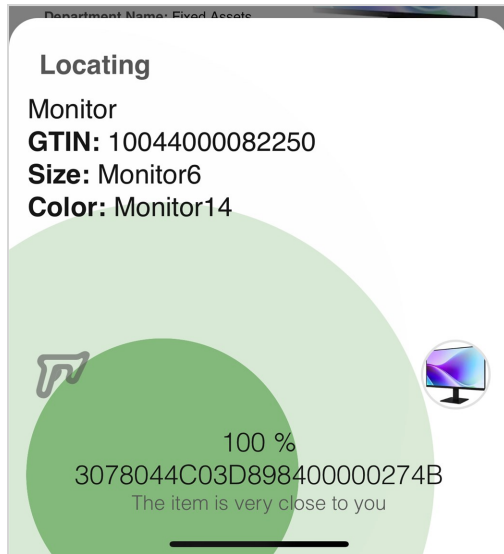 Department Name: Fixed Assets
Locating
Monitor
GTIN: 10044000082250
Size: Monitor6
Color: Monitor14
100 %
3078044C03D898400000274B
The item is very close to you